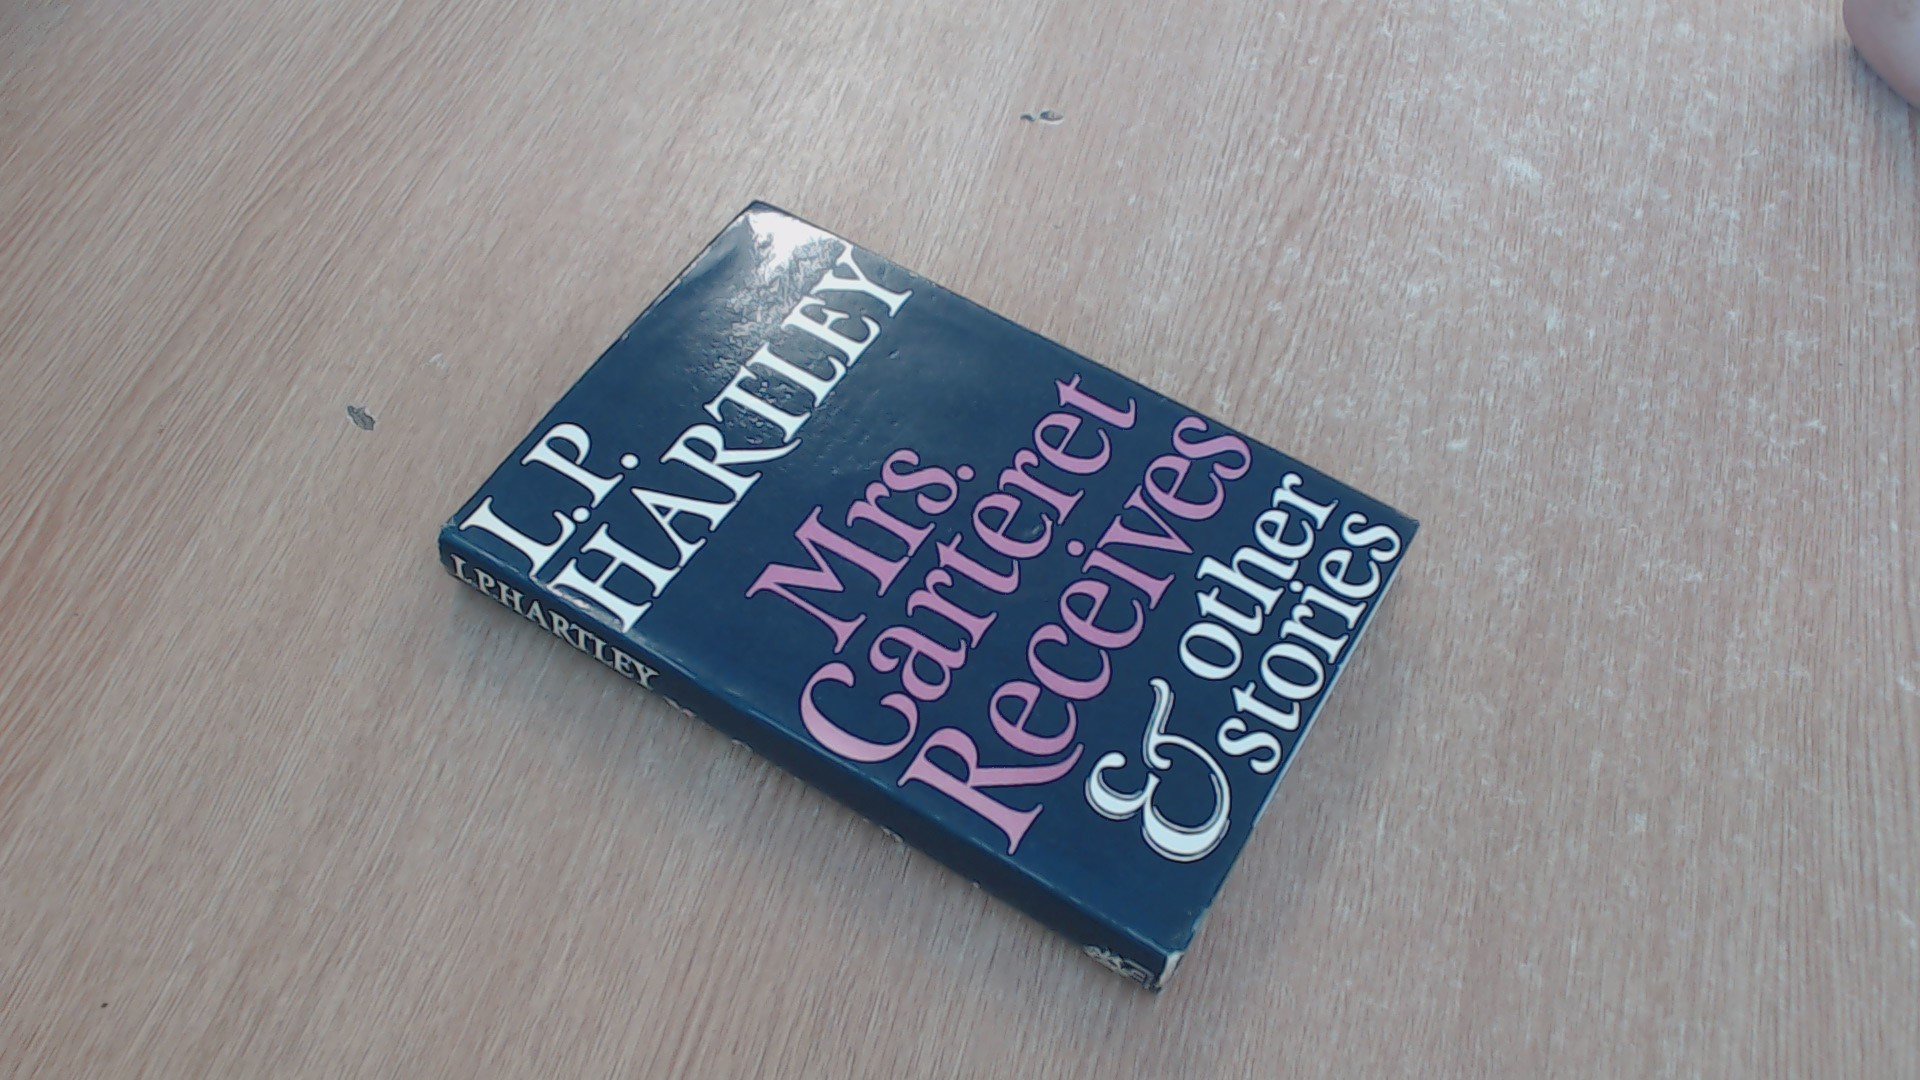 L.P.
HARTLEY
Mrs.
Carteret
Receives
& other
stories
L.P.HARTLEY